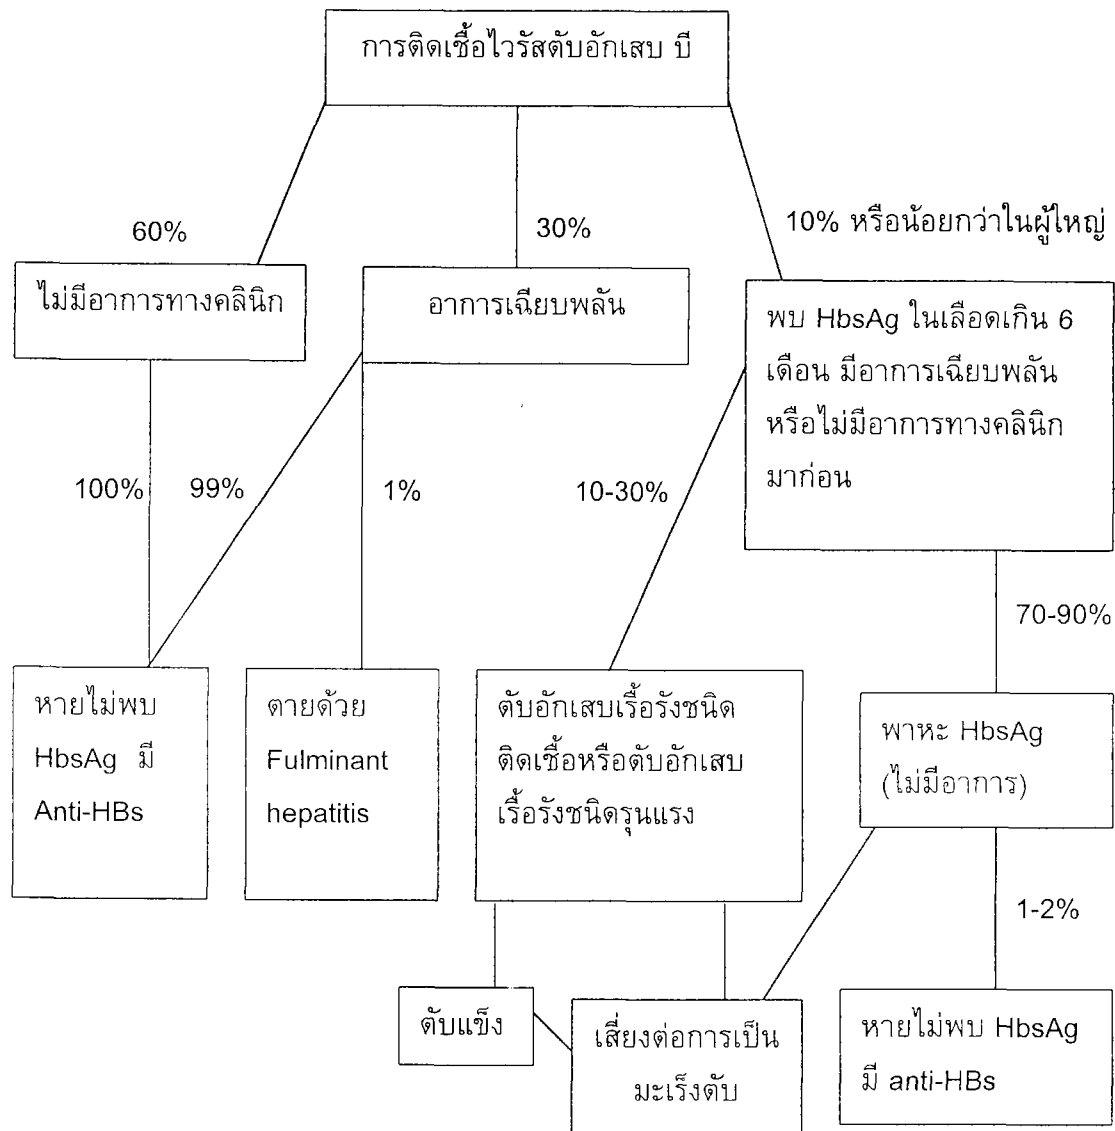 การติดเชื้อไวรัสตับอักเสบ บี
60%
30%
10% หรือน้อยกว่าในผู้ใหญ่
ไม่มีอาการทางคลินิก
อาการเฉียบพลัน
พบ HbsAg ในเลือดเกิน 6
เดือน มีอาการเฉียบพลัน
หรือไม่มีอาการทางคลินิก
มาก่อน
100%
99%
1%
10-30%
70-90%
หายไม่พบ
HbsAg มี
Anti-HBs
ตายด้วย
Fulminant
hepatitis
ตับอักเสบเรื้อรังชนิด
ติดเชื้อหรือตับอักเสบ
เรื้อรังชนิดรุนแรง
พาหะ HbsAg
(ไม่มีอาการ)
1-2%
ตับแข็ง
เสี่ยงต่อการเป็น
มะเร็งตับ
หายไม่พบ HbsAg
มี anti-HBs